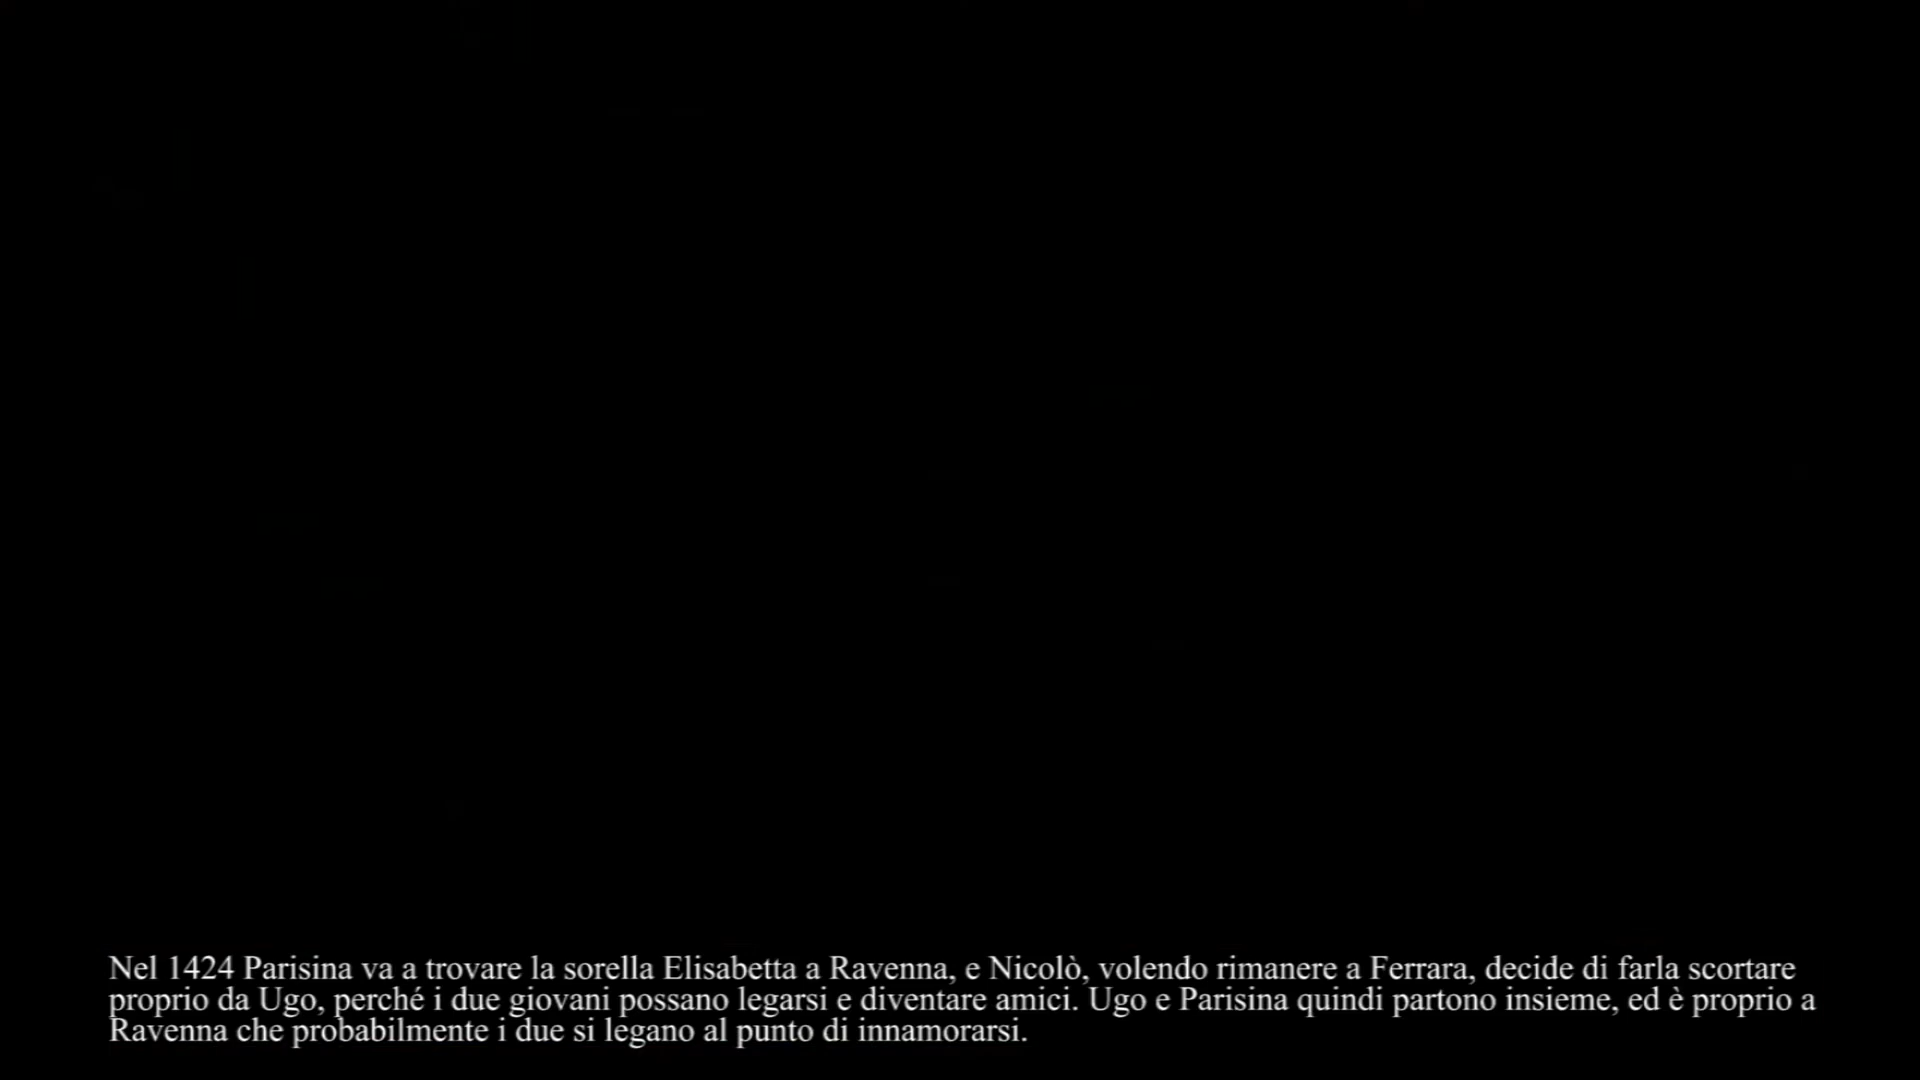 Nel 1424 Parisina va a trovare la sorella Elisabetta a Ravenna, e Nicolò, volendo rimanere a Ferrara, decide di farla scortare
proprio da Ugo, perché i due giovani possano legarsi e diventare amici. Ugo e Parisina quindi partono insieme, ed è proprio a
Ravenna che probabilmente i due si legano al punto di innamorarsi.